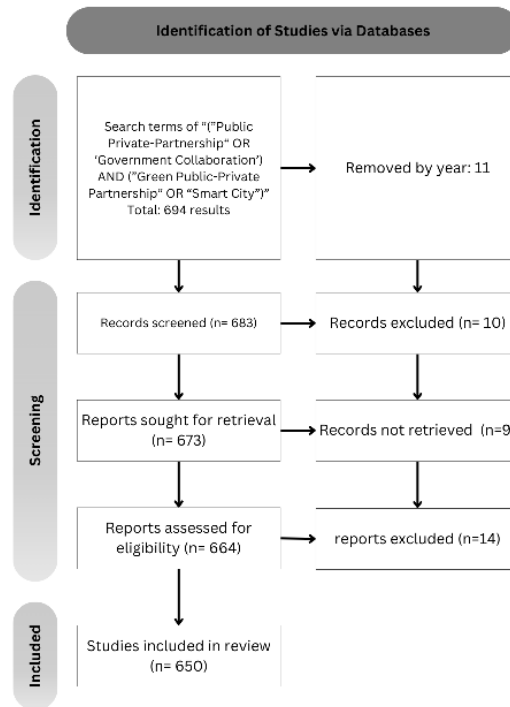 Identification of Studies via Databases
Identification
Search terms of “(”Public
Private-Partnership“ OR
‘Government Collaboration’)
AND (”Green Public-Private
Partnership“ OR “Smart City”)”
Total: 694 results
Removed by year: 11
Screening
Records screened (n= 683)
Records excluded (n= 10)
Reports sought for retrieval
(n= 673)
Records not retrieved (n=9
Reports assessed for
eligibility (n= 664)
reports excluded (n=14)
Included
Studies included in review
(n= 650)